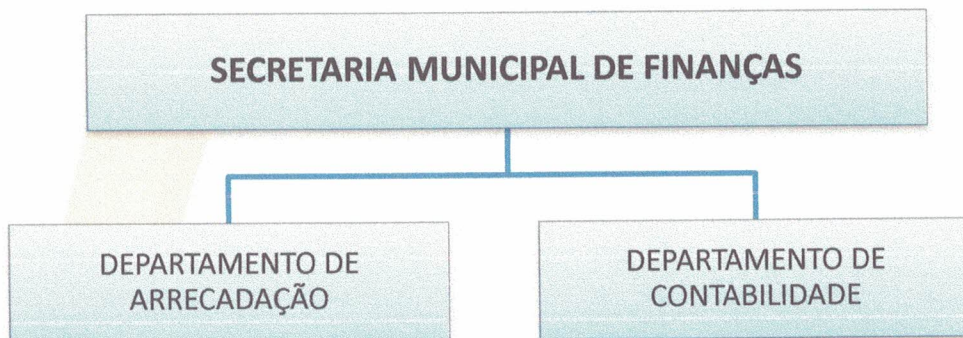 SECRETARIA MUNICIPAL DE FINANÇAS
DEPARTAMENTO DE
ARRECADAÇÃO
DEPARTAMENTO DE
CONTABILIDADE